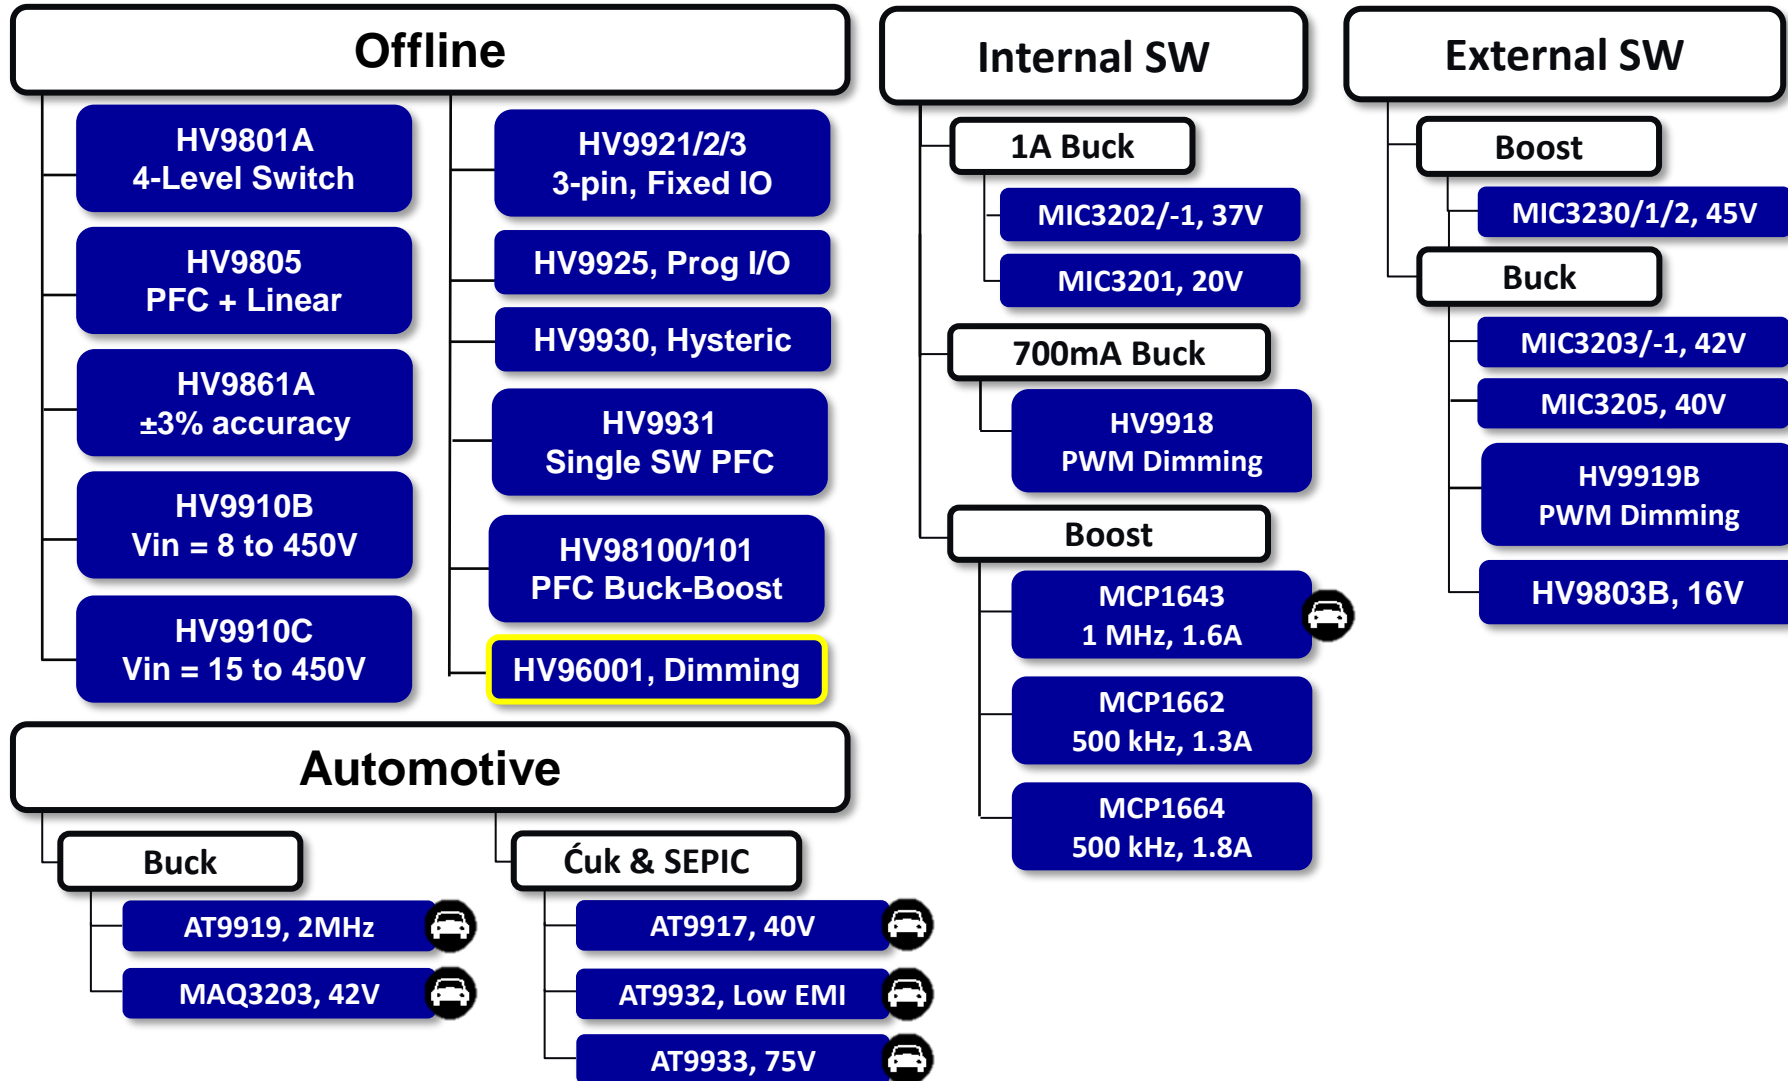 Offline
HV9801A
4-Level Switch
HV9805
PFC + Linear
HV9861A
±3% accuracy
HV9910B
Vin = 8 to 450V
HV9910C
Vin = 15 to 450V
HV9921/2/3
3-pin, Fixed IO
HV9925, Prog I/O
HV9930, Hysteric
HV9931
Single SW PFC
HV98100/101
PFC Buck-Boost
HV96001, Dimming
Automotive
Buck
AT9919, 2MHz
MAQ3203, 42V
Ćuk & SEPIC
AT9917, 40V
AT9932, Low EMI
AT9933, 75V
Internal SW
1A Buck
MIC3202/-1, 37V
MIC3201, 20V
700mA Buck
HV9918
PWM Dimming
Boost
MCP1643
1 MHz, 1.6A
MCP1662
500 kHz, 1.3A
MCP1664
500 kHz, 1.8A
External SW
Boost
MIC3230/1/2, 45V
Buck
MIC3203/-1, 42V
MIC3205, 40V
HV9919B
PWM Dimming
HV9803B, 16V